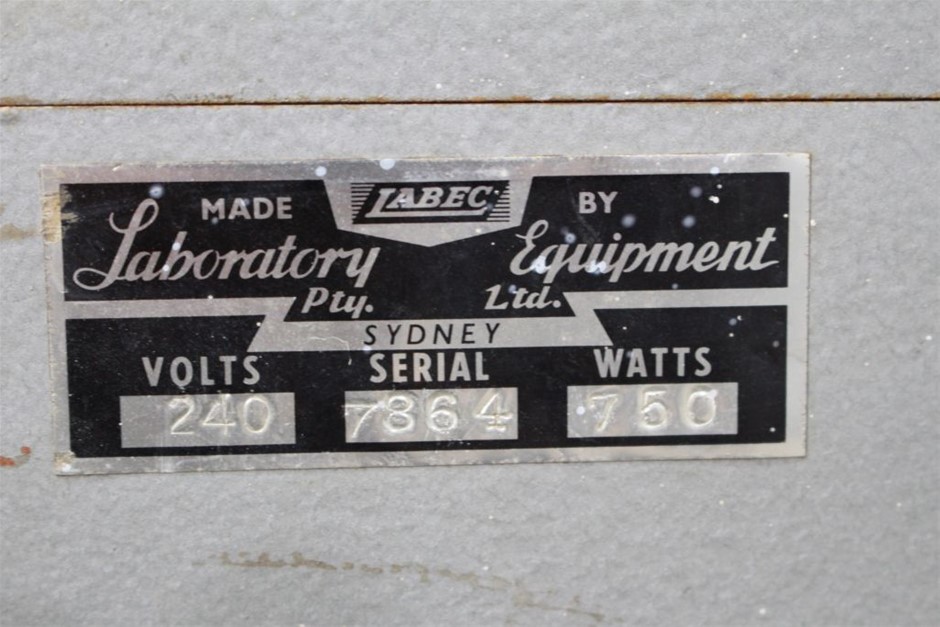 LABEC
MADE BY
Laboratory Equipment
Pty. Ltd.
SYDNEY
VOLTS SERIAL WATTS
240 7864 750